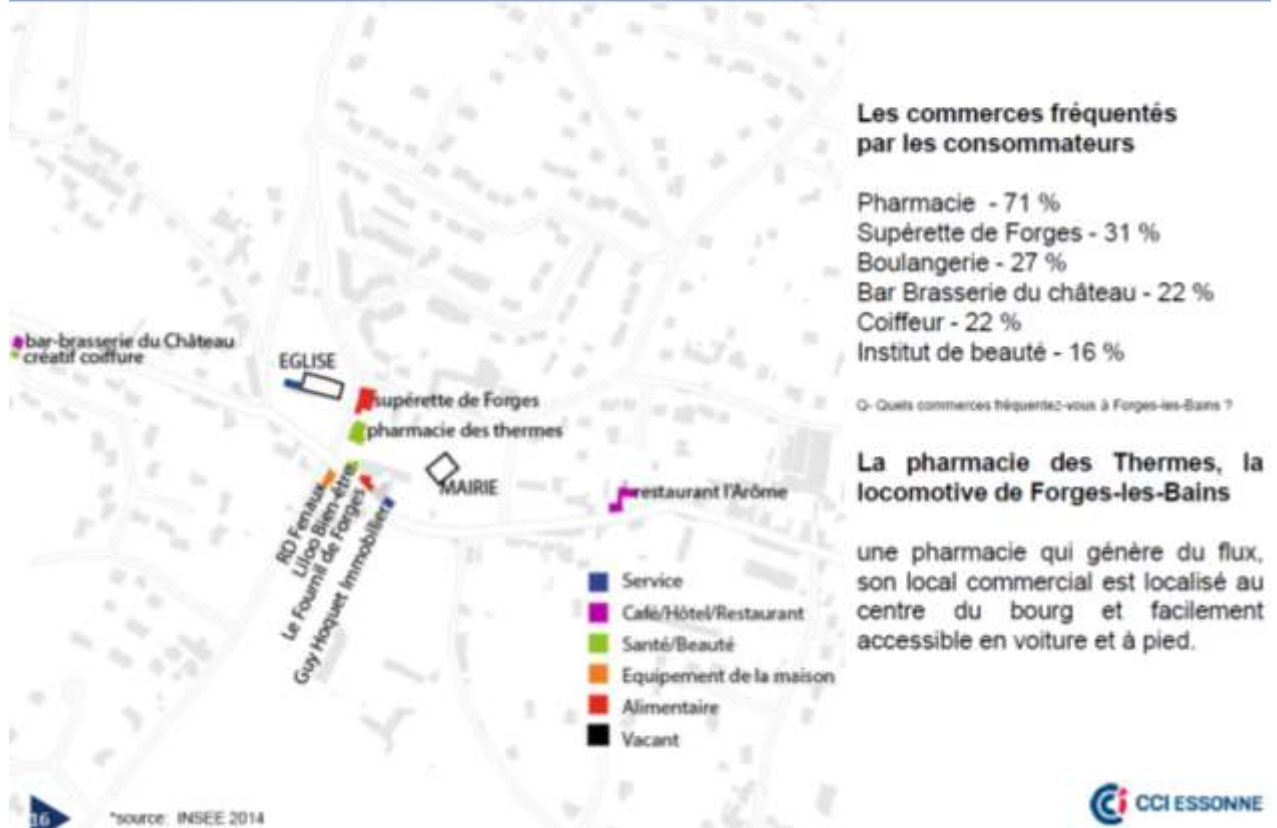 Les commerces fréquentés
par les consommateurs
Pharmacie - 71 %
Supérette de Forges - 31 %
Boulangerie - 27 %
Bar Brasserie du château - 22 %
Coiffeur - 22 %
Institut de beauté - 16 %
Q- Quels commerces fréquentez-vous à Forges-les-Bains ?
La pharmacie des Thermes, la
locomotive de Forges-les-Bains
une pharmacie qui génère du flux,
son local commercial est localisé au
centre du bourg et facilement
accessible en voiture et à pied.
bar-brasserie du Château
créatif coiffure
EGLISE
supérette de Forges
pharmacie des thermes
MAIRIE
restaurant l'Arôme
RD Fenaux
Liloo Bien-être
Le Fournil de Forges
Guy Hoquet Immobilier
Service
Café/Hôtel/Restaurant
Santé/Beauté
Equipement de la maison
Alimentaire
Vacant
16
*source: INSEE 2014
CCI ESSONNE